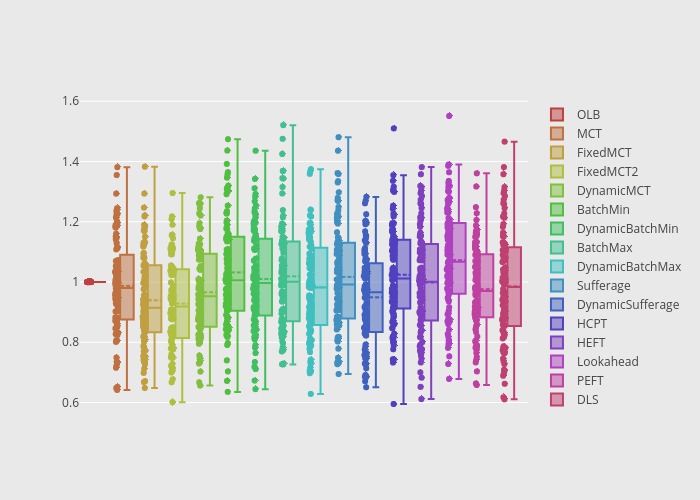 1.6
1.4
1.2
1
0.8
0.6
OLB
MCT
FixedMCT
FixedMCT2
DynamicMCT
BatchMin
DynamicBatchMin
BatchMax
DynamicBatchMax
Sufferage
DynamicSufferage
HCPT
HEFT
Lookahead
PEFT
DLS